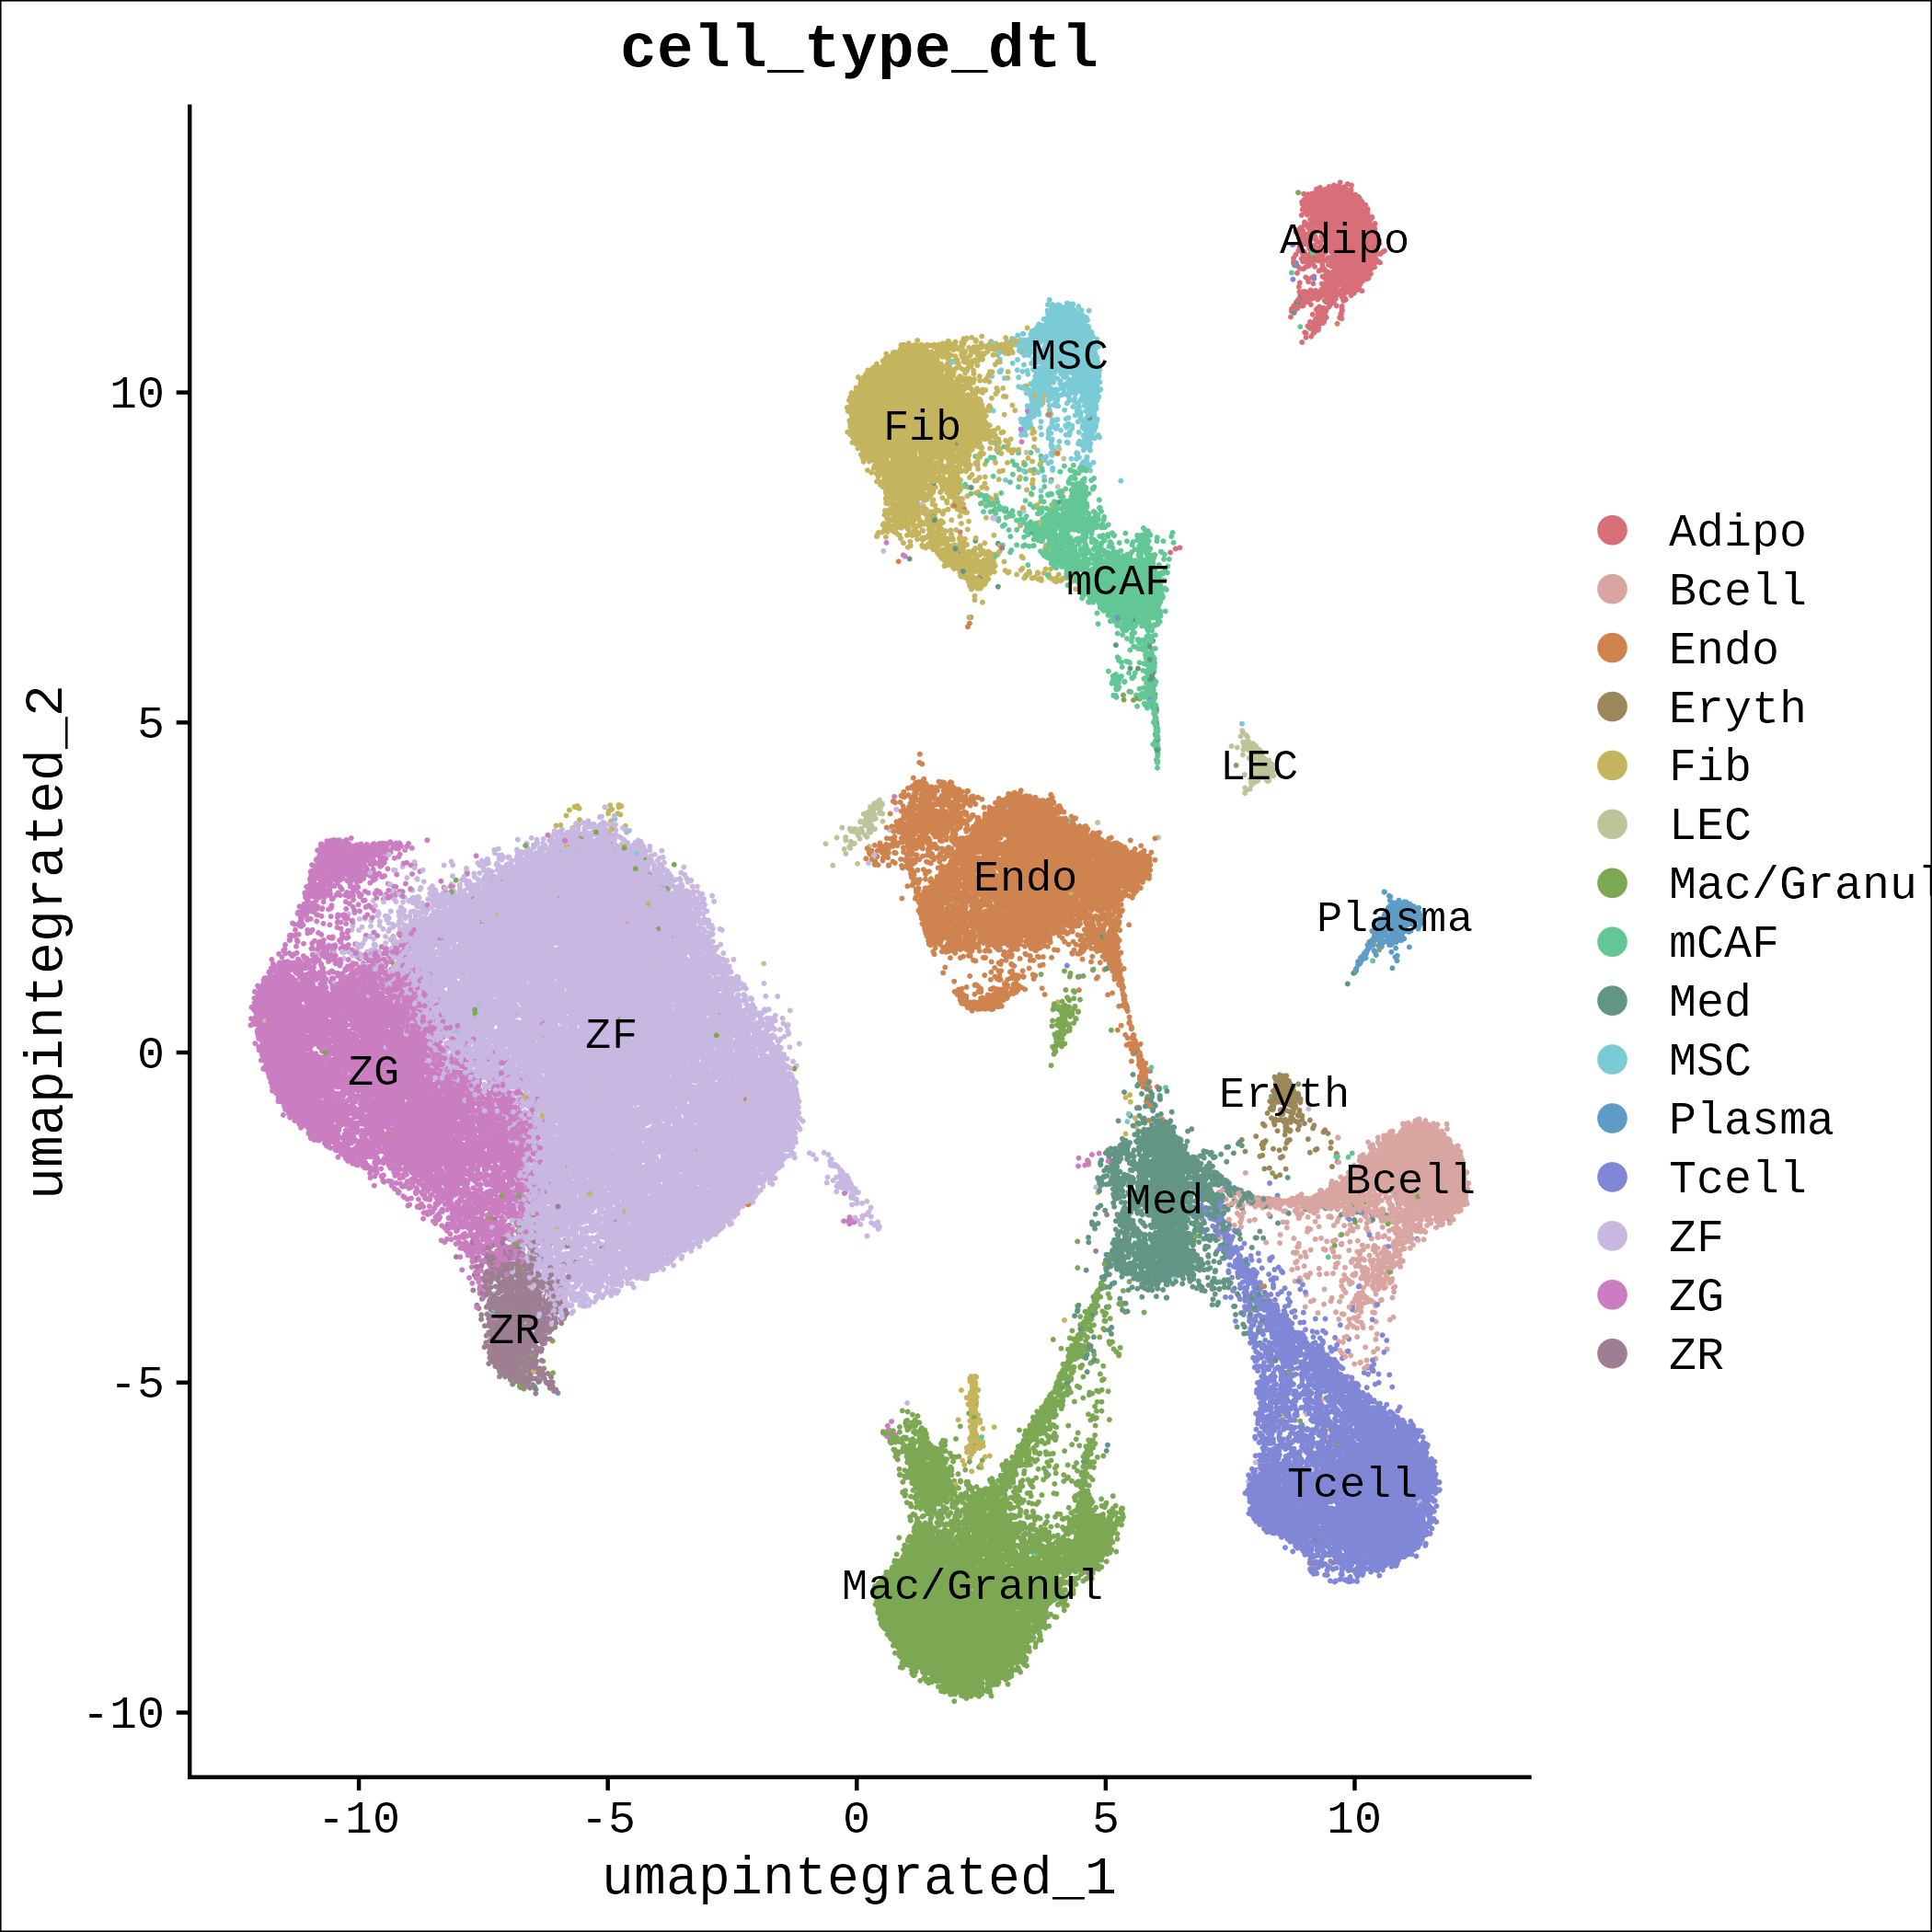 cell_type_dtl
Adipo
MSC
10
Fib
Adipo
Bcell
mCAF
Endo
Eryth
5
Fib
LEC
LEC
Endo
Mac/Granul
Plasma
mCAF
umapintegrated_2
Med
ZF
0
ZG
MSC
Eryth
Plasma
Bcell
Tcell
Med
ZF
ZG
ZR
ZR
-5
Tcell
Mac/Granul
-10
-10 -5 0 5 10
umapintegrated_1